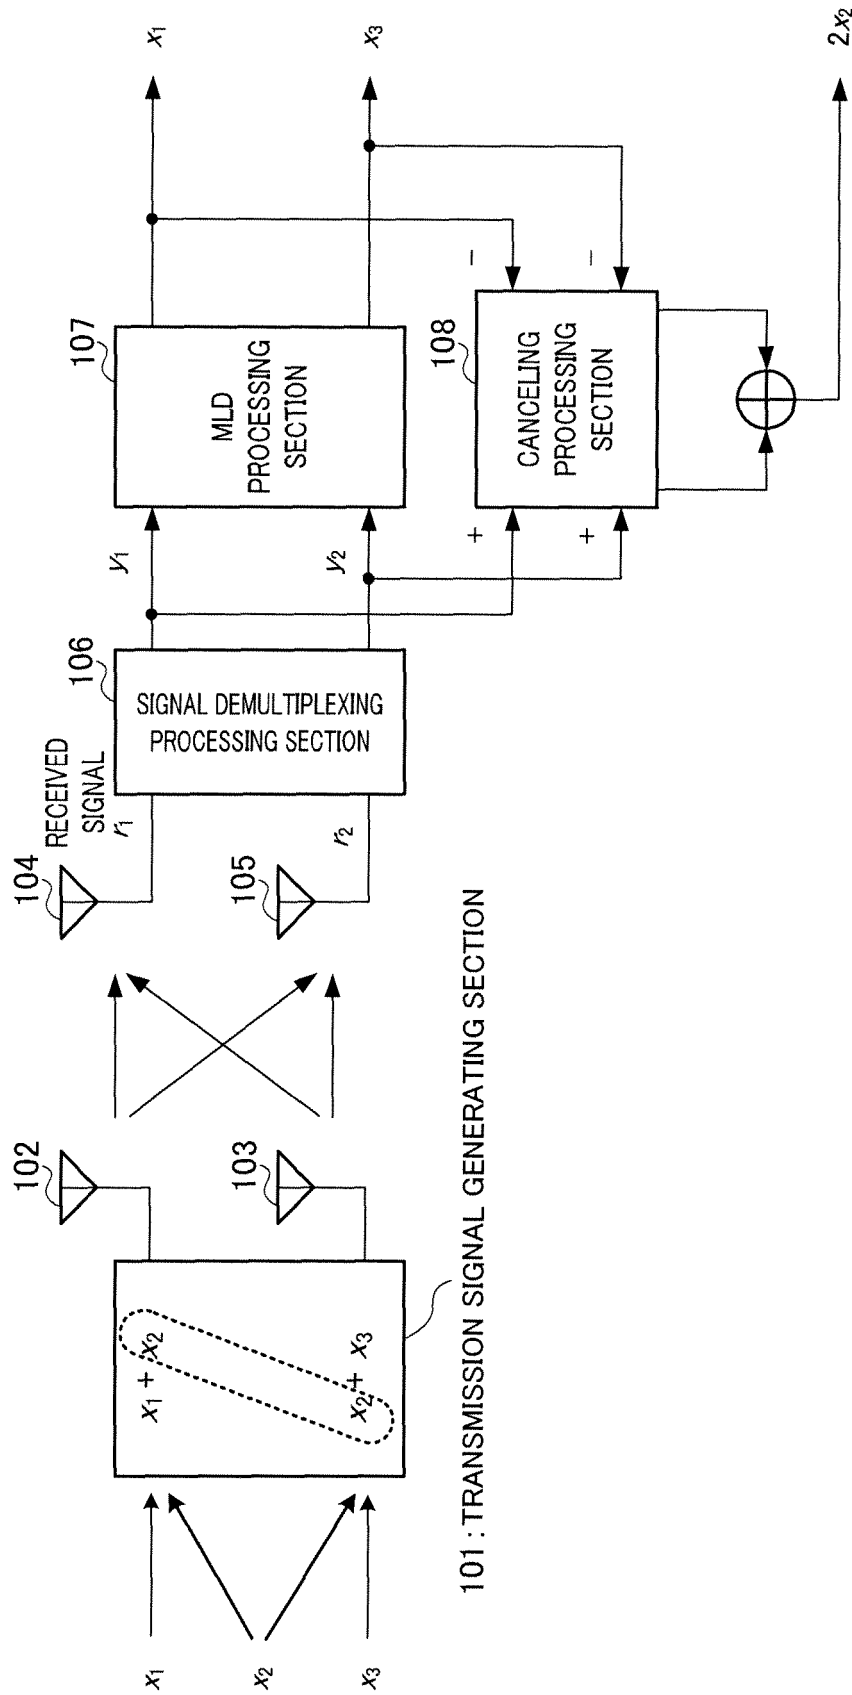 x₁
x₂
x₃
x₁ + x₂
x₂ + x₃
101 : TRANSMISSION SIGNAL GENERATING SECTION
102
103
104
105
RECEIVED
SIGNAL
r₁
r₂
106
SIGNAL DEMULTIPLEXING
PROCESSING SECTION
y₁
y₂
107
MLD
PROCESSING
SECTION
108
CANCELING
PROCESSING
SECTION
+
+
−
−
x₁
x₃
2x₂